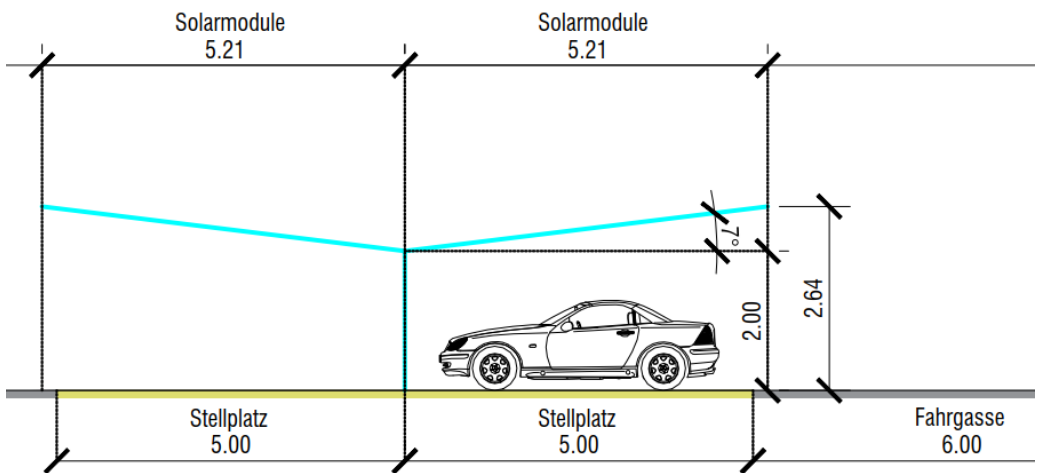 Solarmodule
5.21
Solarmodule
5.21
7°
2.00
2.64
Stellplatz
5.00
Stellplatz
5.00
Fahrgasse
6.00